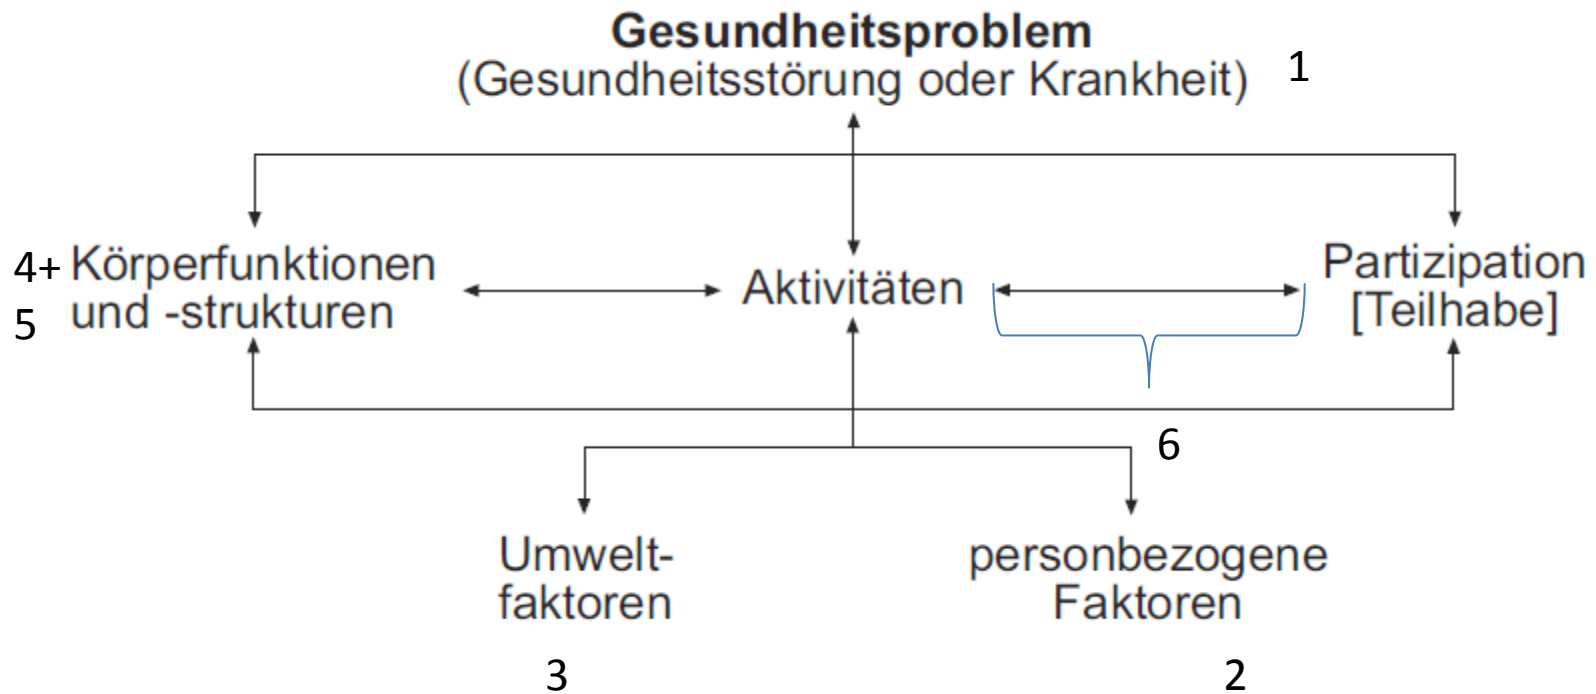 Gesundheitsproblem
(Gesundheitsstörung oder Krankheit) 1
4+ Körperfunktionen
5 und -strukturen
Aktivitäten
Partizipation
[Teilhabe]
6
Umwelt-
faktoren
personbezogene
Faktoren
3
2